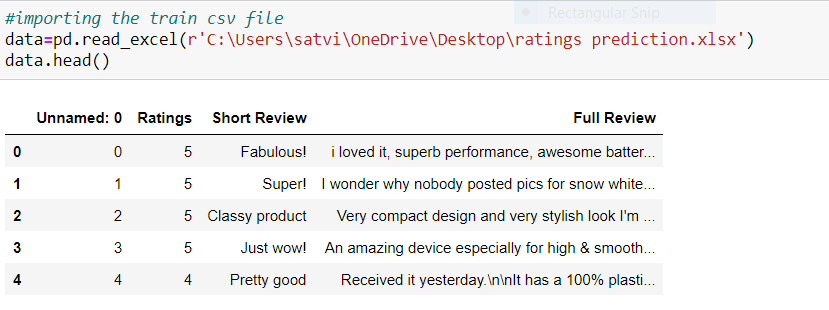 Rectangular Snip
#importing the train csv file
data=pd.read_excel(r'C:\Users\satvi\OneDrive\Desktop\ratings prediction.xlsx')
data.head()
Unnamed: 0 Ratings Short Review Full Review
0 0 5 Fabulous! i loved it, superb performance, awesome batter...
1 1 5 Super! I wonder why nobody posted pics for snow white...
2 2 5 Classy product Very compact design and very stylish look I'm ...
3 3 5 Just wow! An amazing device especially for high & smooth...
4 4 4 Pretty good Received it yesterday.\n\nIt has a 100% plasti...